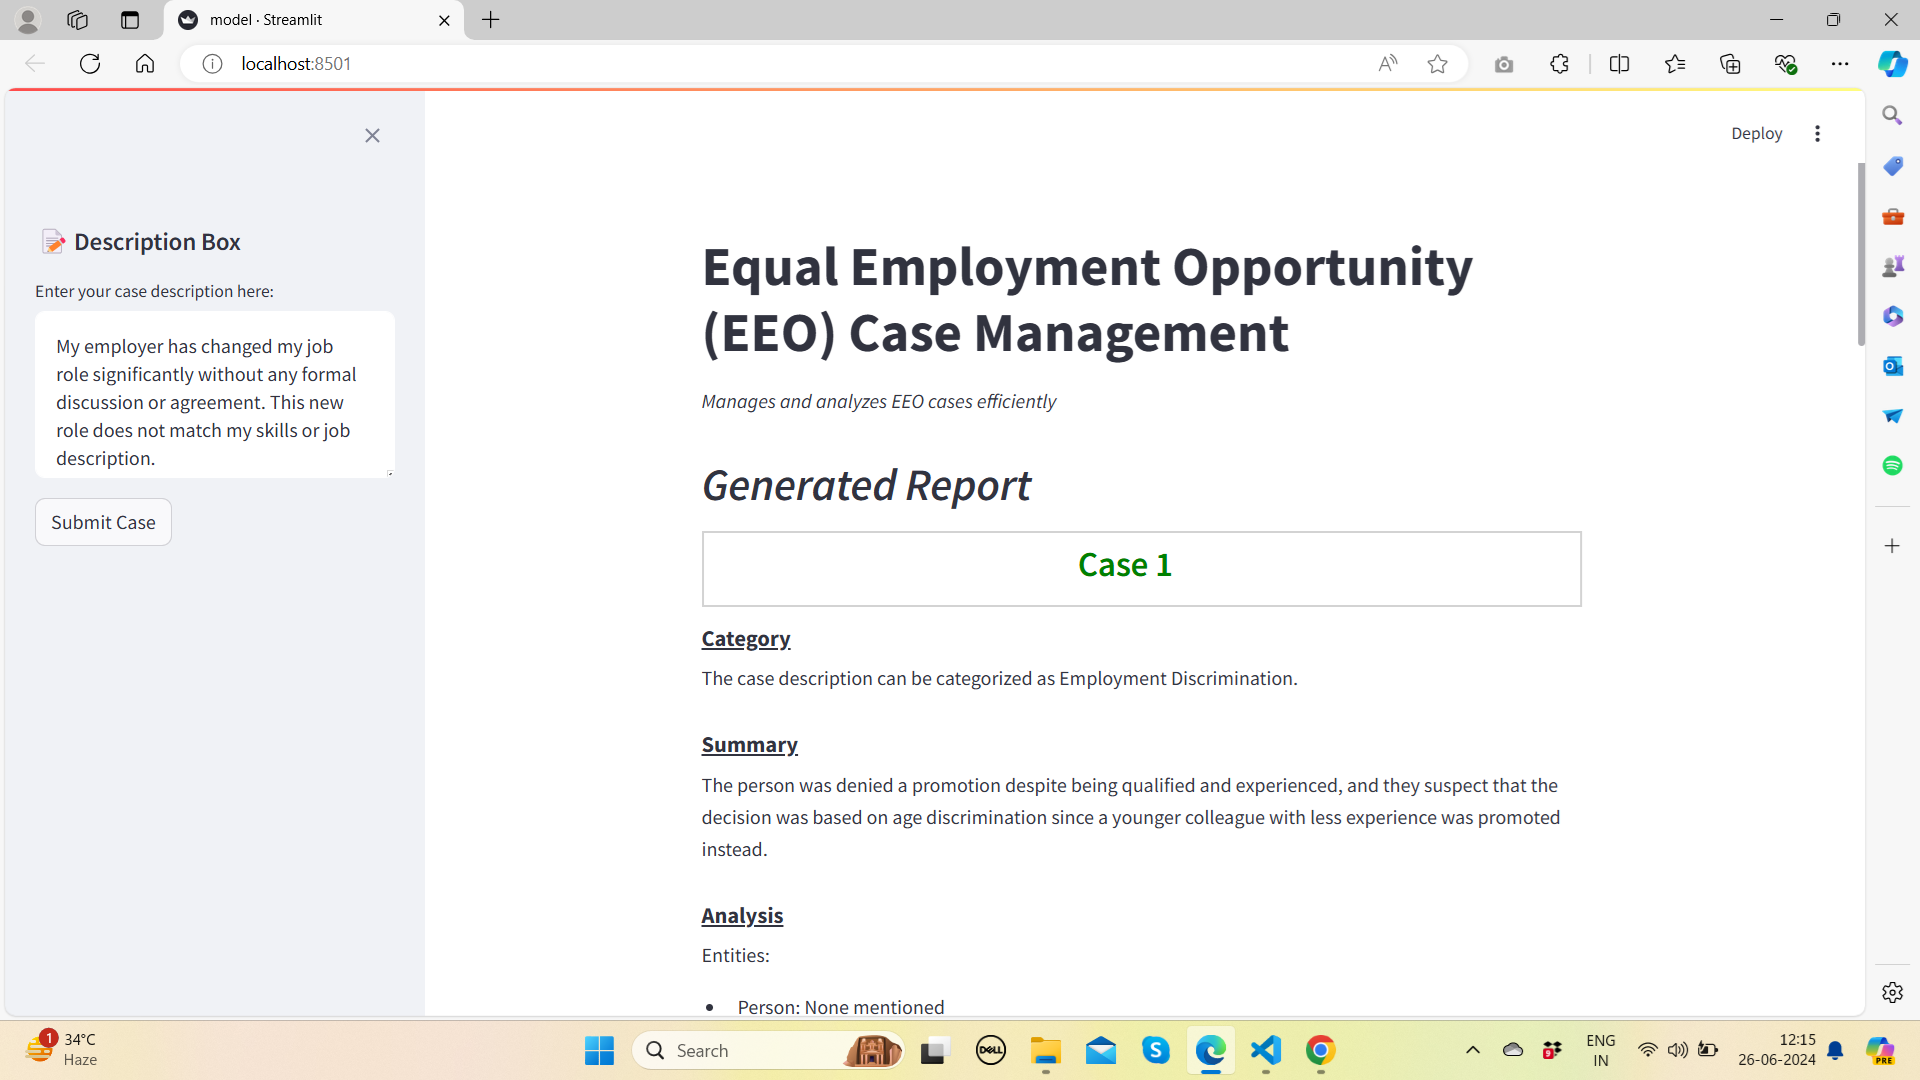 model · Streamlit
localhost:8501
Deploy
Description Box
Enter your case description here:
My employer has changed my job
role significantly without any formal
discussion or agreement. This new
role does not match my skills or job
description.
Submit Case
Equal Employment Opportunity
(EEO) Case Management
Manages and analyzes EEO cases efficiently
Generated Report
Case 1
Category
The case description can be categorized as Employment Discrimination.
Summary
The person was denied a promotion despite being qualified and experienced, and they suspect that the
decision was based on age discrimination since a younger colleague with less experience was promoted
instead.
Analysis
Entities:
• Person: None mentioned
1
34°C
Haze
Search
DELL
S
9
ENG
IN
12:15
26-06-2024
PRE